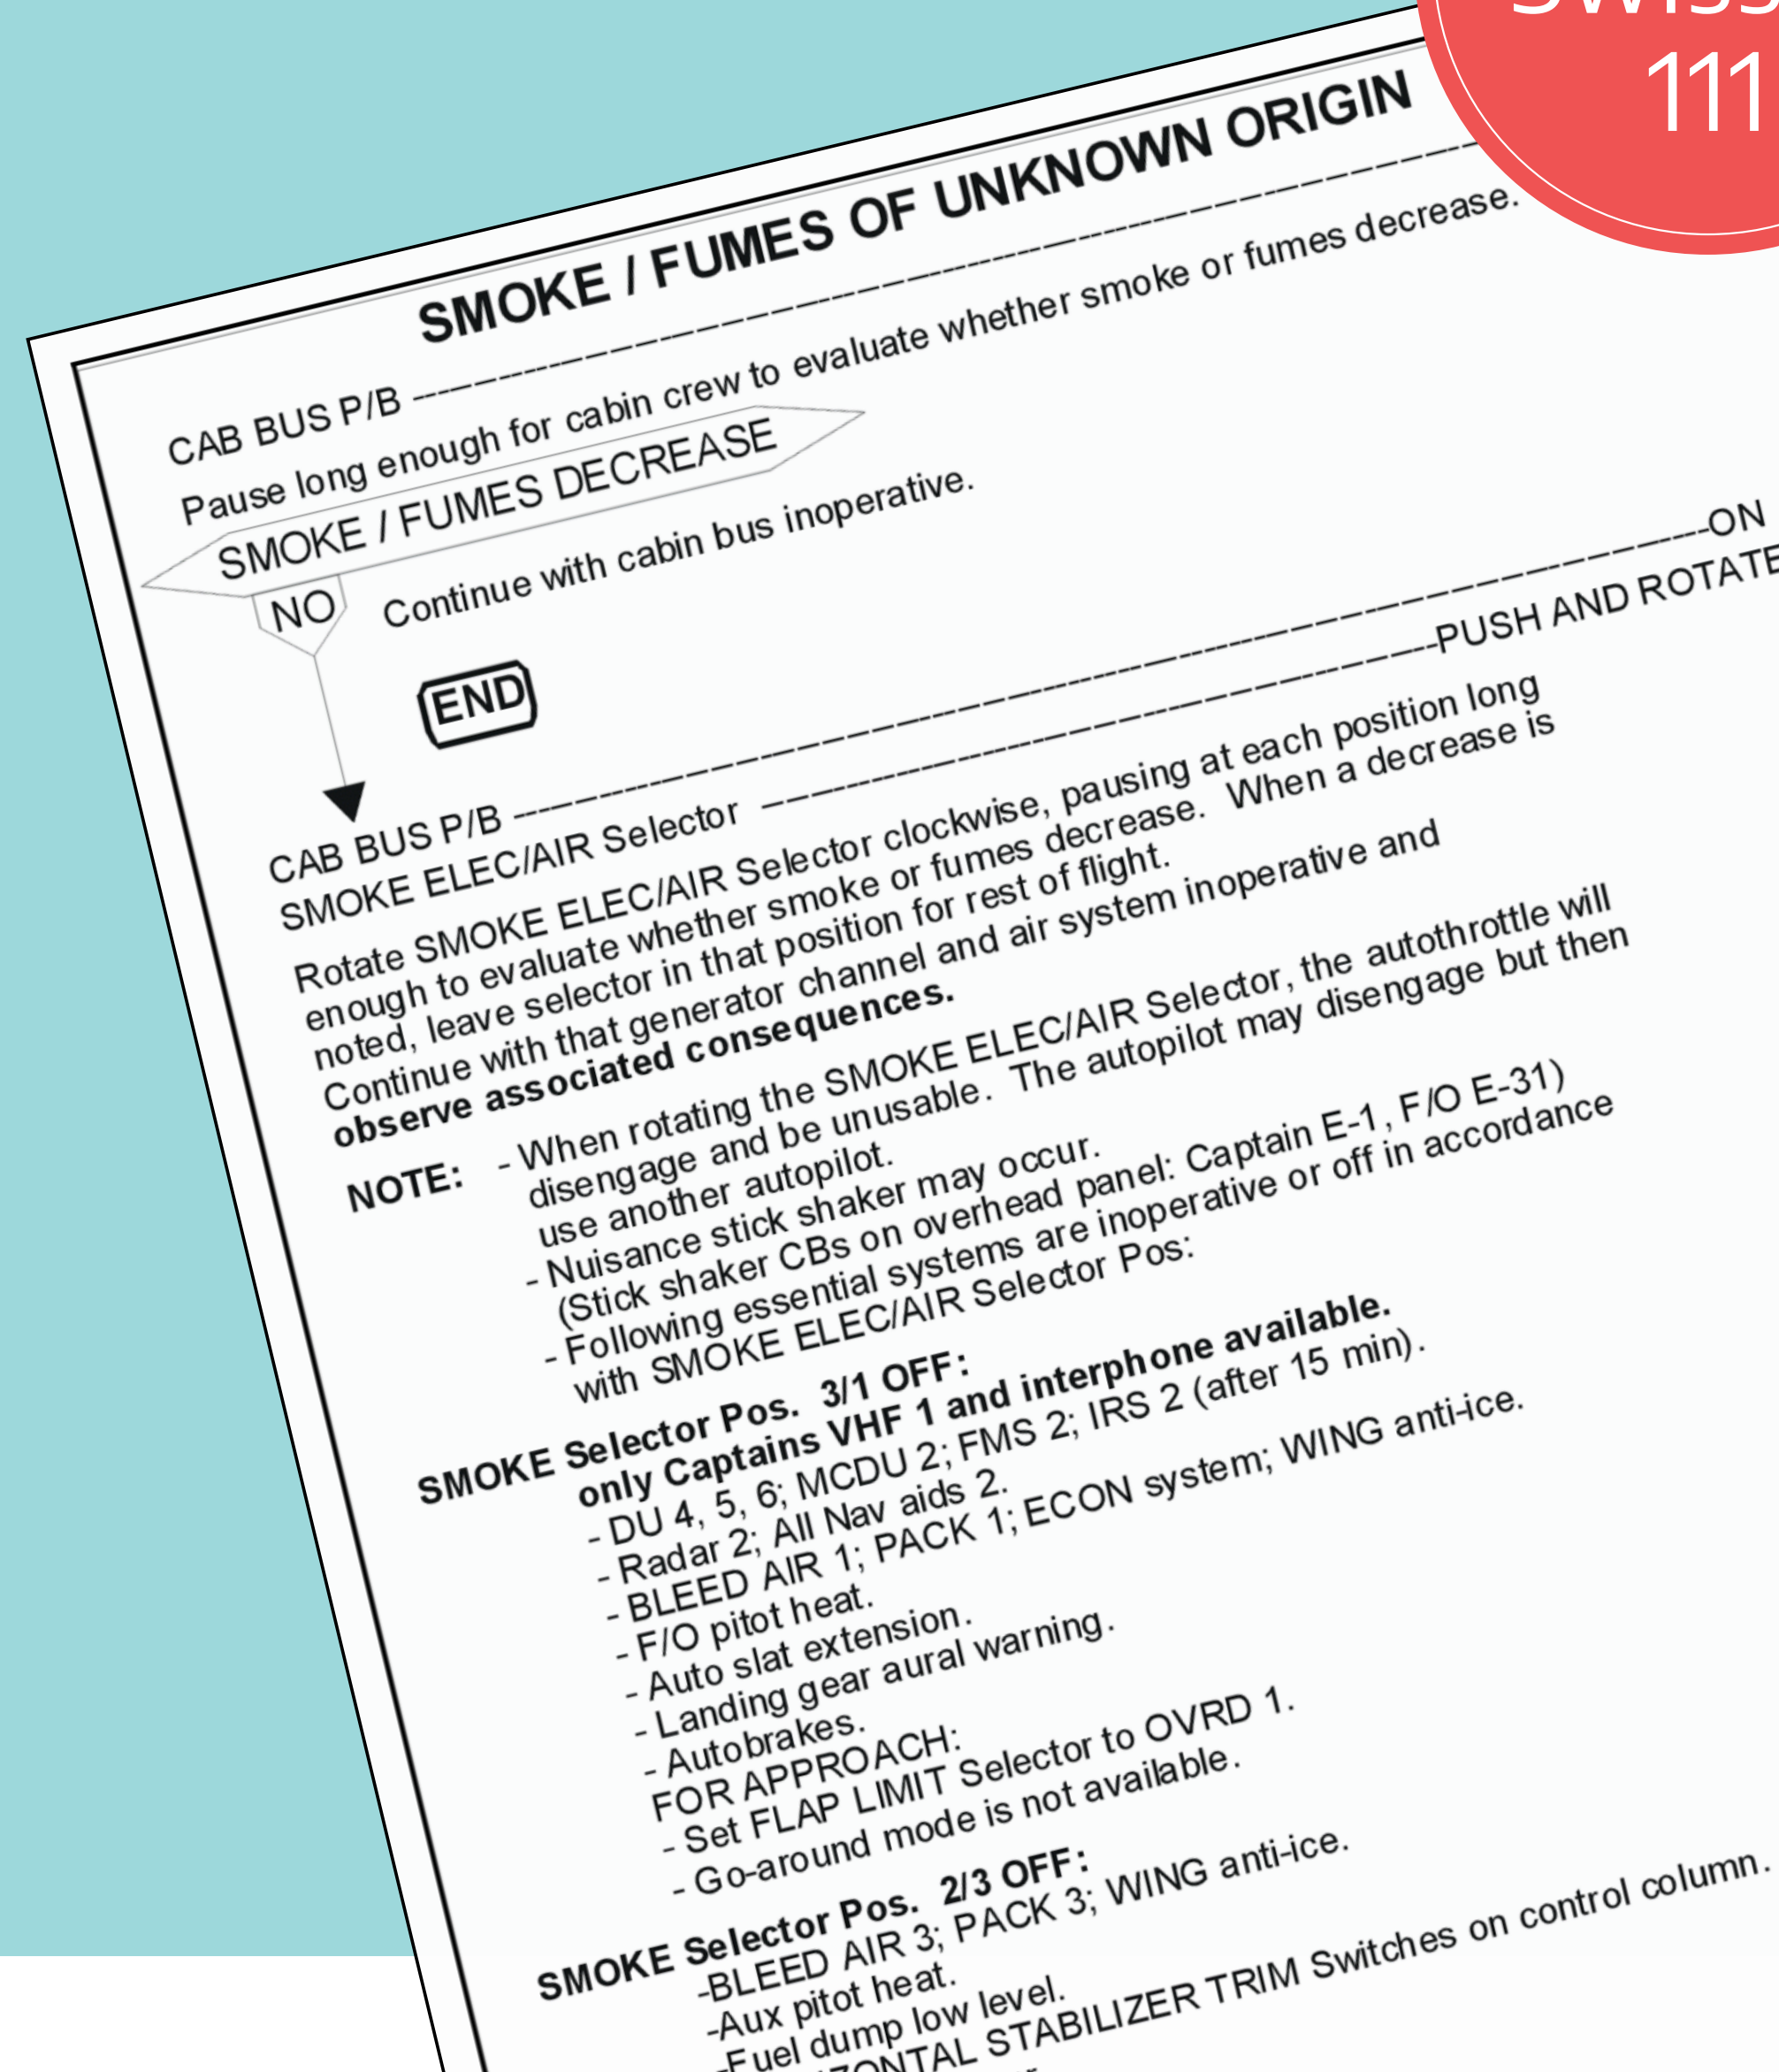 Swiss
111
SMOKE / FUMES OF UNKNOWN ORIGIN
CAB BUS P/B
Pause long enough for cabin crew to evaluate whether smoke or fumes decrease.
SMOKE / FUMES DECREASE
NO
Continue with cabin bus inoperative.
END
CAB BUS P/B ON
SMOKE ELEC/AIR Selector PUSH AND ROTATE
Rotate SMOKE ELEC/AIR Selector clockwise, pausing at each position long
enough to evaluate whether smoke or fumes decrease. When a decrease is
noted, leave selector in that position for rest of flight.
Continue with that generator channel and air system inoperative and
observe associated consequences.
NOTE: - When rotating the SMOKE ELEC/AIR Selector, the autothrottle will
disengage and be unusable. The autopilot may disengage but then
use another autopilot.
- Nuisance stick shaker may occur.
(Stick shaker CBs on overhead panel: Captain E-1, F/O E-31)
- Following essential systems are inoperative or off in accordance
with SMOKE ELEC/AIR Selector Pos:
SMOKE Selector Pos. 3/1 OFF:
only Captains VHF 1 and interphone available.
- DU 4, 5, 6; MCDU 2; FMS 2; IRS 2 (after 15 min).
- Radar 2; All Nav aids 2.
- BLEED AIR 1; PACK 1; ECON system; WING anti-ice.
- F/O pitot heat.
- Auto slat extension.
- Landing gear aural warning.
- Autobrakes.
FOR APPROACH:
- Set FLAP LIMIT Selector to OVRD 1.
- Go-around mode is not available.
SMOKE Selector Pos. 2/3 OFF:
-BLEED AIR 3; PACK 3; WING anti-ice.
-Aux pitot heat.
-Fuel dump low level.
STABILIZER TRIM Switches on control column.